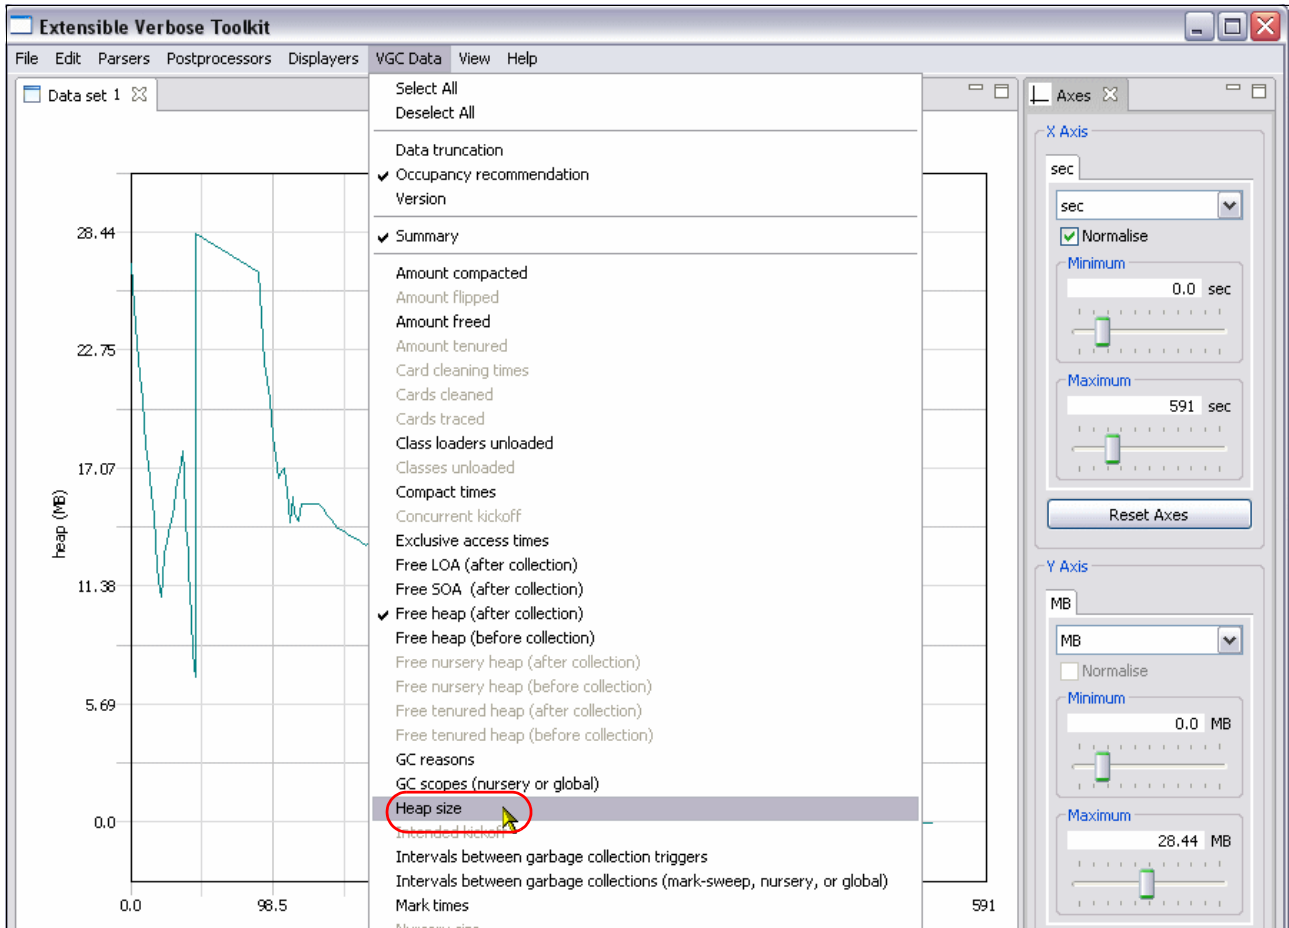 Extensible Verbose Toolkit
File Edit Parsers Postprocessors Displayers VGC Data View Help
Data set 1
28.44
22.75
17.07
11.38
5.69
0.0
heap (MB)
0.0 98.5 591
Select All
Deselect All
Data truncation
Occupancy recommendation
Version
Summary
Amount compacted
Amount flipped
Amount freed
Amount tenured
Card cleaning times
Cards cleaned
Cards traced
Class loaders unloaded
Classes unloaded
Compact times
Concurrent kickoff
Exclusive access times
Free LOA (after collection)
Free SOA (after collection)
Free heap (after collection)
Free heap (before collection)
Free nursery heap (after collection)
Free nursery heap (before collection)
Free tenured heap (after collection)
Free tenured heap (before collection)
GC reasons
GC scopes (nursery or global)
Heap size
Intended kickoff
Intervals between garbage collection triggers
Intervals between garbage collections (mark-sweep, nursery, or global)
Mark times
Nursery size
Axes
X Axis
sec
sec
Normalise
Minimum
0.0 sec
Maximum
591 sec
Reset Axes
Y Axis
MB
MB
Normalise
Minimum
0.0 MB
Maximum
28.44 MB